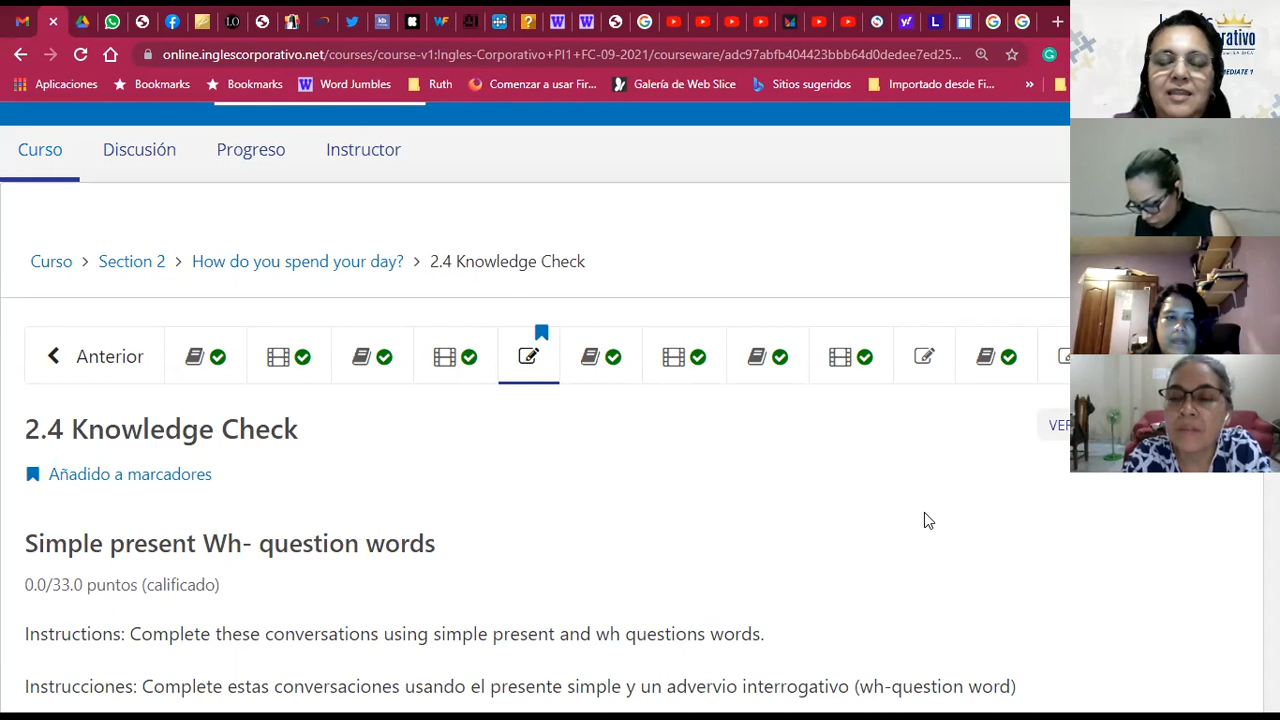 online.inglescorporativo.net/courses/course-v1:Ingles-Corpora
PI1+FC-09-2021/courseware/adc97abfb404423bbb64d0dedee7ed25...
Aplicaciones
Bookmarks
Bookmarks
Word Jumbles
Ruth
Comenzar a usar Fir...
Galería de Web Slice
Sitios sugeridos
Importado desde Fi...
»
Curso
Discusión
Progreso
Instructor
Curso > Section 2 > How do you spend your day? > 2.4 Knowledge Check
Anterior
2.4 Knowledge Check
VER
Añadido a marcadores
Simple present Wh- question words
0.0/33.0 puntos (calificado)
Instructions: Complete these conversations using simple present and wh questions words.
Instrucciones: Complete estas conversaciones usando el presente simple y un advervio interrogativo (wh-question word)